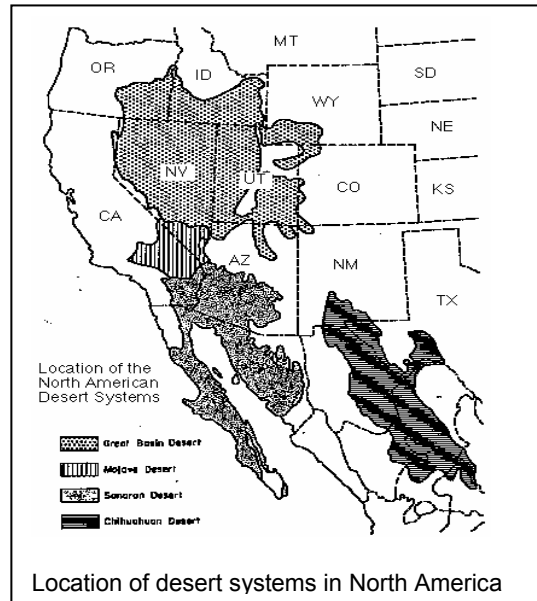 MT
OR
ID
SD
WY
NE
NV
UT
CO
KS
CA
AZ
NM
TX
Location of the
North American
Desert Systems
Great Basin Desert
Mojave Desert
Sonoran Desert
Chihuahuan Desert
Location of desert systems in North America